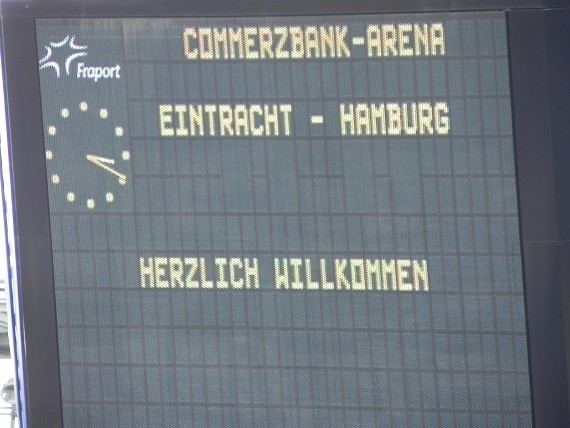 COMMERZBANK-ARENA
Fraport
EINTRACHT - HAMBURG
HERZLICH WILLKOMMEN